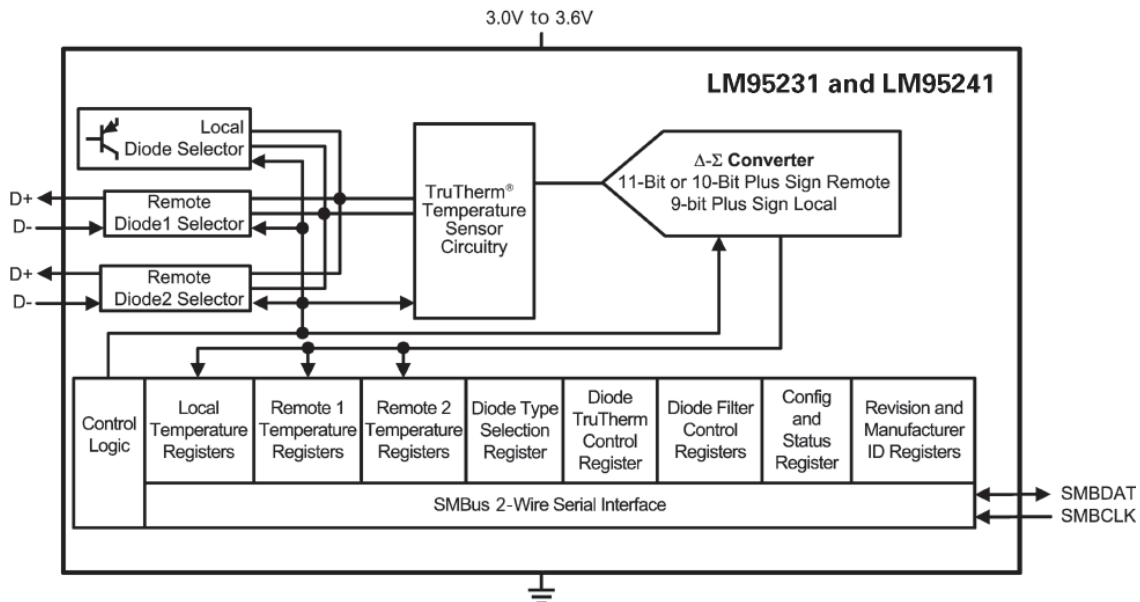 3.0V to 3.6V
LM95231 and LM95241
Local
Diode Selector
D+
D-
Remote
Diode1 Selector
D+
D-
Remote
Diode2 Selector
TruTherm®
Temperature
Sensor
Circuitry
Δ-Σ Converter
11-Bit or 10-Bit Plus Sign Remote
9-bit Plus Sign Local
Control
Logic
Local
Temperature
Registers
Remote 1
Temperature
Registers
Remote 2
Temperature
Registers
Diode Type
Selection
Register
Diode
TruTherm
Control
Register
Diode Filter
Control
Registers
Config
and
Status
Register
Revision and
Manufacturer
ID Registers
SMBus 2-Wire Serial Interface
SMBDAT
SMBCLK